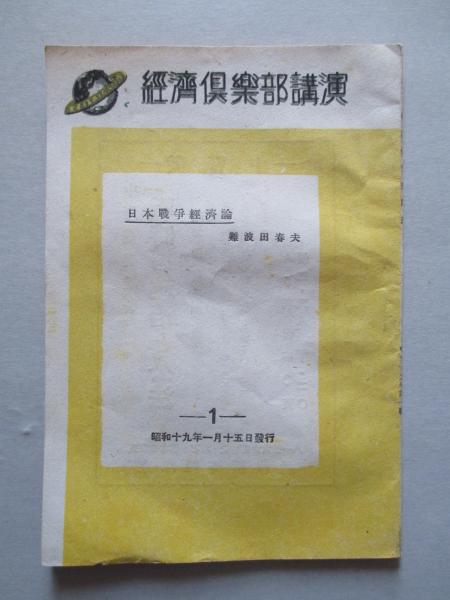 經濟倶樂部講演
日本戰爭經濟論
難波田春夫
—1—
昭和十九年一月十五日發行